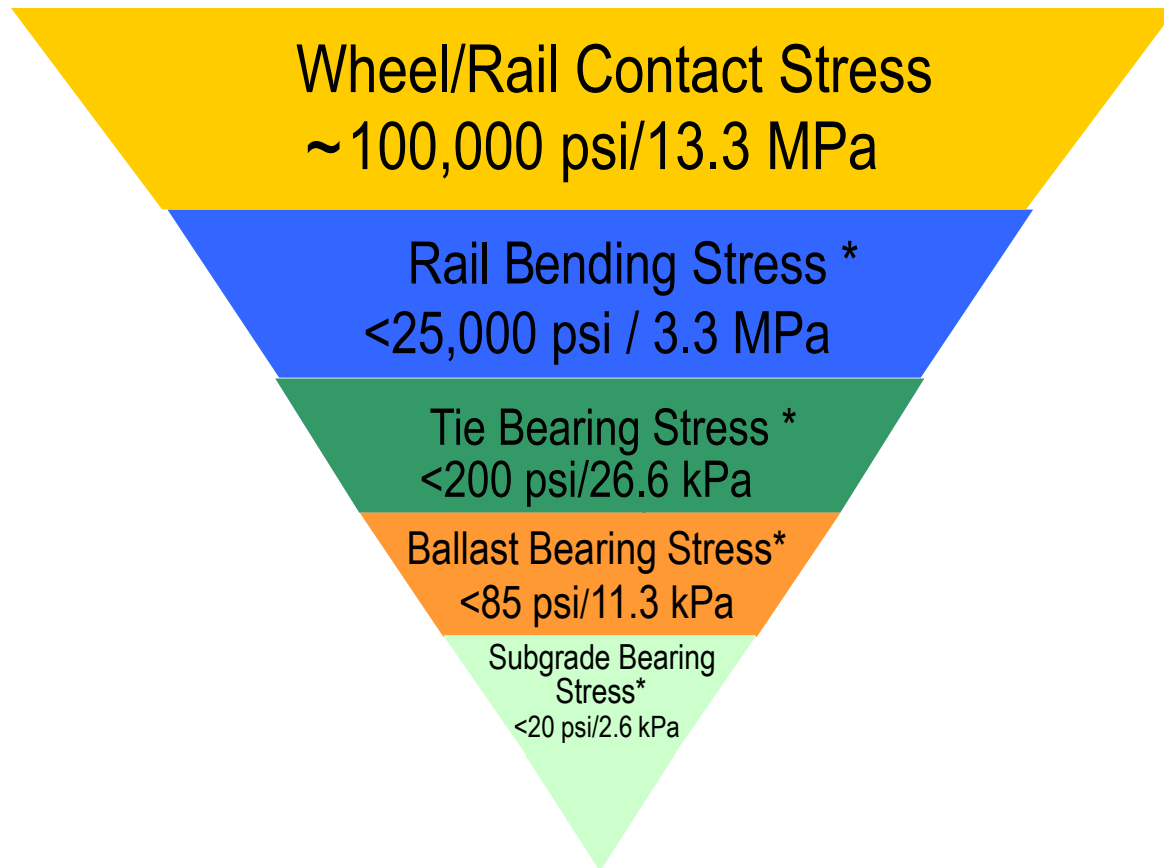 Wheel/Rail Contact Stress
~100,000 psi/13.3 MPa
Rail Bending Stress *
<25,000 psi / 3.3 MPa
Tie Bearing Stress *
<200 psi/26.6 kPa
Ballast Bearing Stress*
<85 psi/11.3 kPa
Subgrade Bearing
Stress*
<20 psi/2.6 kPa